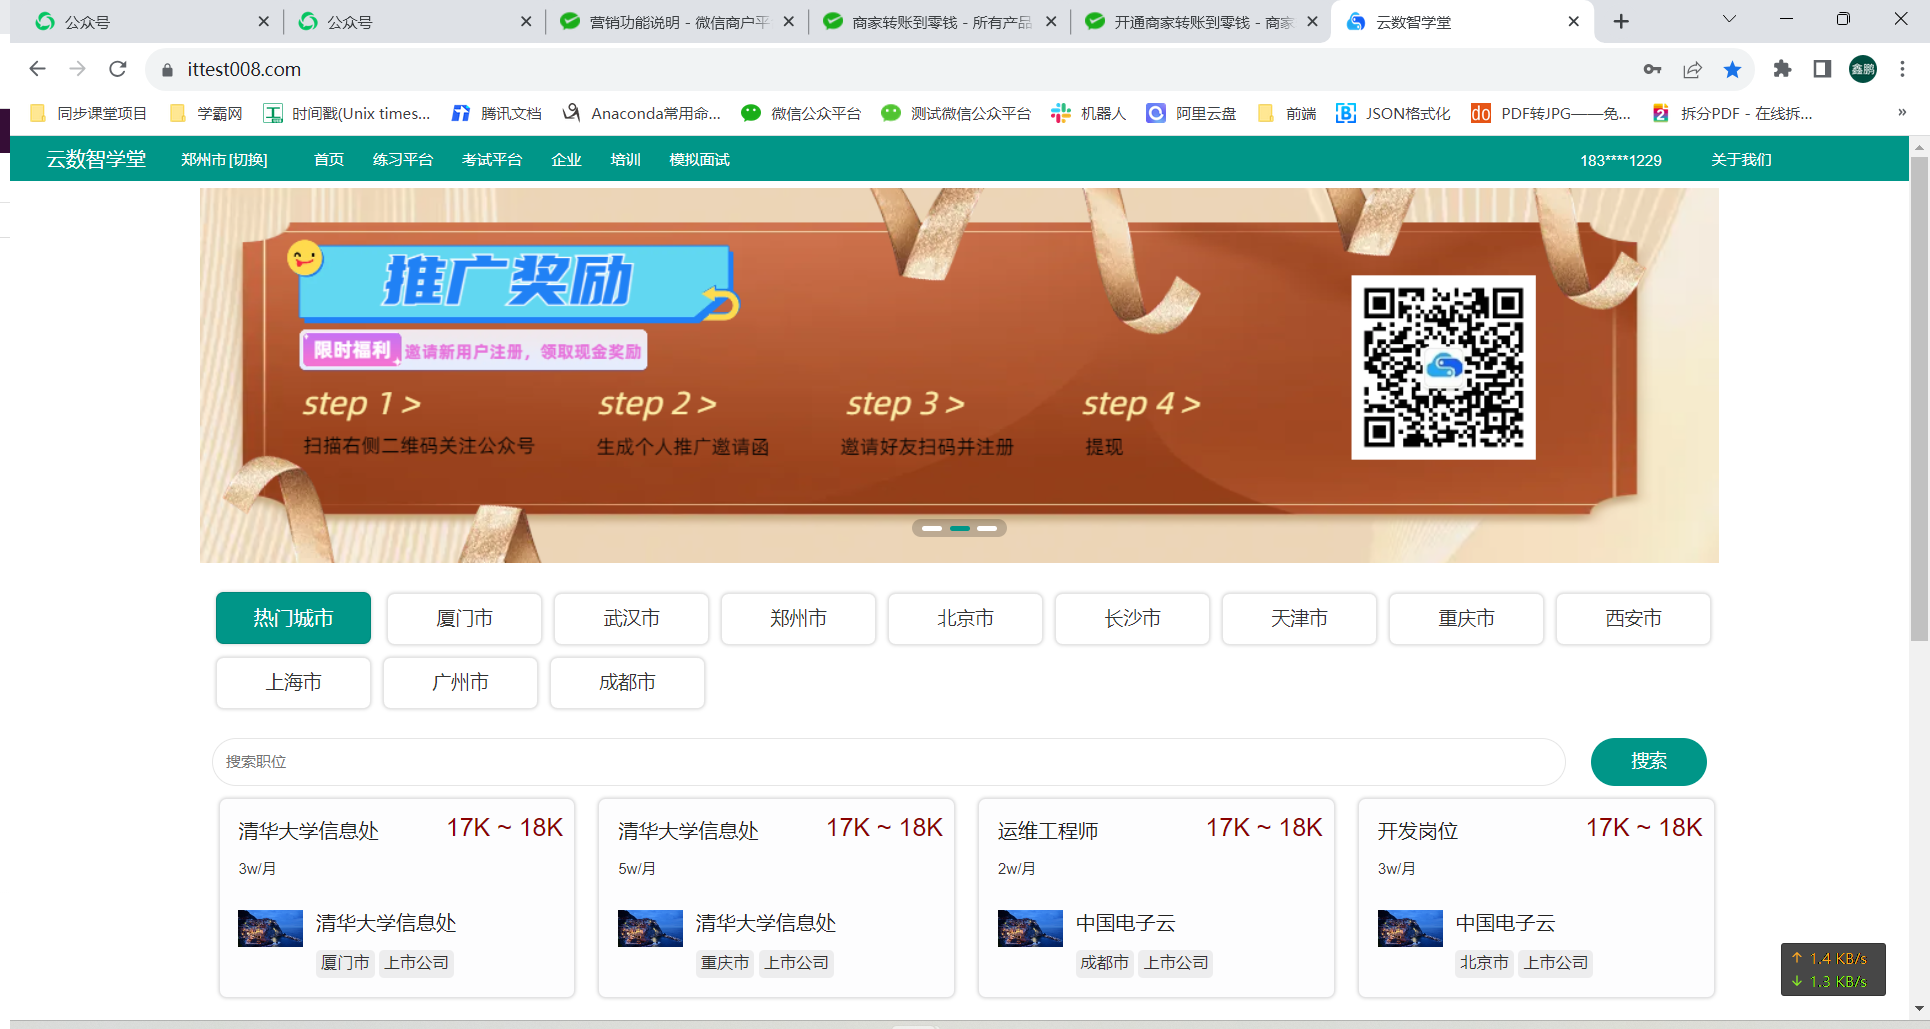 公众号
公众号
营销功能说明 - 微信商户平
商家转账到零钱 - 所有产品
开通商家转账到零钱 - 商家
云数智学堂
ittest008.com
鑫鹏
同步课堂项目
学霸网
时间戳(Unix times...
腾讯文档
Anaconda常用命...
微信公众平台
测试微信公众平台
机器人
阿里云盘
前端
JSON格式化
PDF转JPG——免...
拆分PDF - 在线拆...
云数智学堂
郑州市[切换]
首页
练习平台
考试平台
企业
培训
模拟面试
183****1229
关于我们
推广奖励
限时福利 邀请新用户注册，领取现金奖励
step 1 > step 2 > step 3 > step 4 >
扫描右侧二维码关注公众号 生成个人推广邀请函 邀请好友扫码并注册 提现
热门城市 厦门市 武汉市 郑州市 北京市 长沙市 天津市 重庆市 西安市
上海市 广州市 成都市
搜索职位 搜索
清华大学信息处 17K ~ 18K
3w/月
清华大学信息处
厦门市 上市公司
清华大学信息处 17K ~ 18K
5w/月
清华大学信息处
重庆市 上市公司
运维工程师 17K ~ 18K
2w/月
中国电子云
成都市 上市公司
开发岗位 17K ~ 18K
3w/月
中国电子云
北京市 上市公司
↑ 1.4 KB/s
↓ 1.3 KB/s